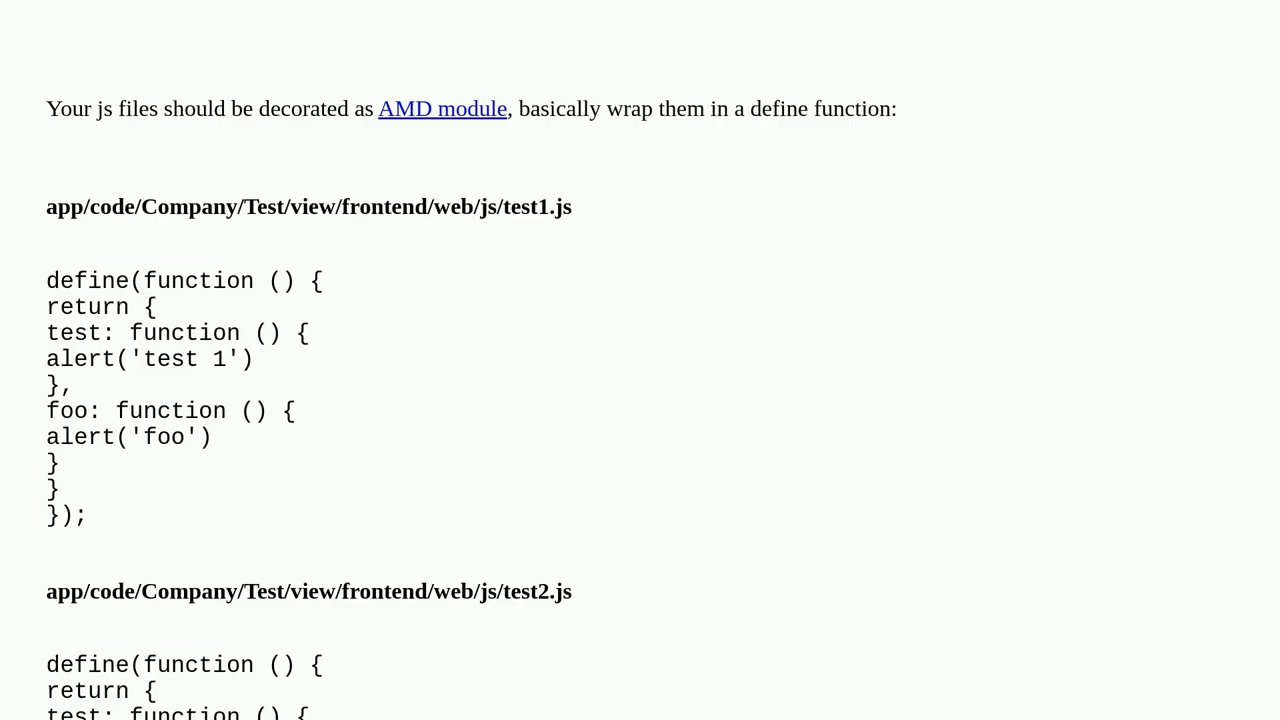 Your js files should be decorated as AMD module, basically wrap them in a define function:
app/code/Company/Test/view/frontend/web/js/test1.js
define(function () {
return {
test: function () {
alert('test 1')
},
foo: function () {
alert('foo')
}
}
});
app/code/Company/Test/view/frontend/web/js/test2.js
define(function () {
return {
test: function () {